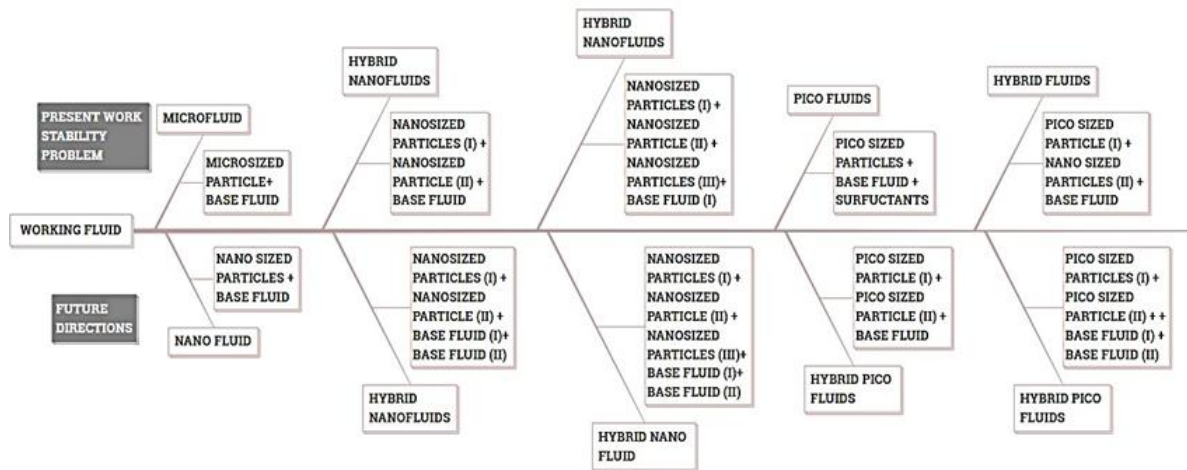 HYBRID
NANOFLUIDS
HYBRID
NANOFLUIDS
HYBRID FLUIDS
PICO FLUIDS
PRESENT WORK
STABILITY
PROBLEM
MICROFLUID
MICROSIZED
PARTICLE+
BASE FLUID
NANOSIZED
PARTICLES (I) +
NANOSIZED
PARTICLE (II) +
BASE FLUID
NANOSIZED
PARTICLES (I) +
NANOSIZED
PARTICLE (II) +
NANOSIZED
PARTICLES (III)+
BASE FLUID (I)
PICO SIZED
PARTICLES +
BASE FLUID +
SURFUCTANTS
PICO SIZED
PARTICLE (I) +
NANO SIZED
PARTICLES (II) +
BASE FLUID
WORKING FLUID
NANO SIZED
PARTICLES +
BASE FLUID
NANOSIZED
PARTICLES (I) +
NANOSIZED
PARTICLE (II) +
BASE FLUID (I)+
BASE FLUID (II)
NANOSIZED
PARTICLES (I) +
NANOSIZED
PARTICLE (II) +
NANOSIZED
PARTICLES (III)+
BASE FLUID (I)+
BASE FLUID (II)
PICO SIZED
PARTICLE (I) +
PICO SIZED
PARTICLE (II) +
BASE FLUID
PICO SIZED
PARTICLES (I) +
PICO SIZED
PARTICLE (II) + +
BASE FLUID (I) +
BASE FLUID (II)
FUTURE
DIRECTIONS
NANO FLUID
HYBRID
NANOFLUIDS
HYBRID NANO
FLUID
HYBRID PICO
FLUIDS
HYBRID PICO
FLUIDS